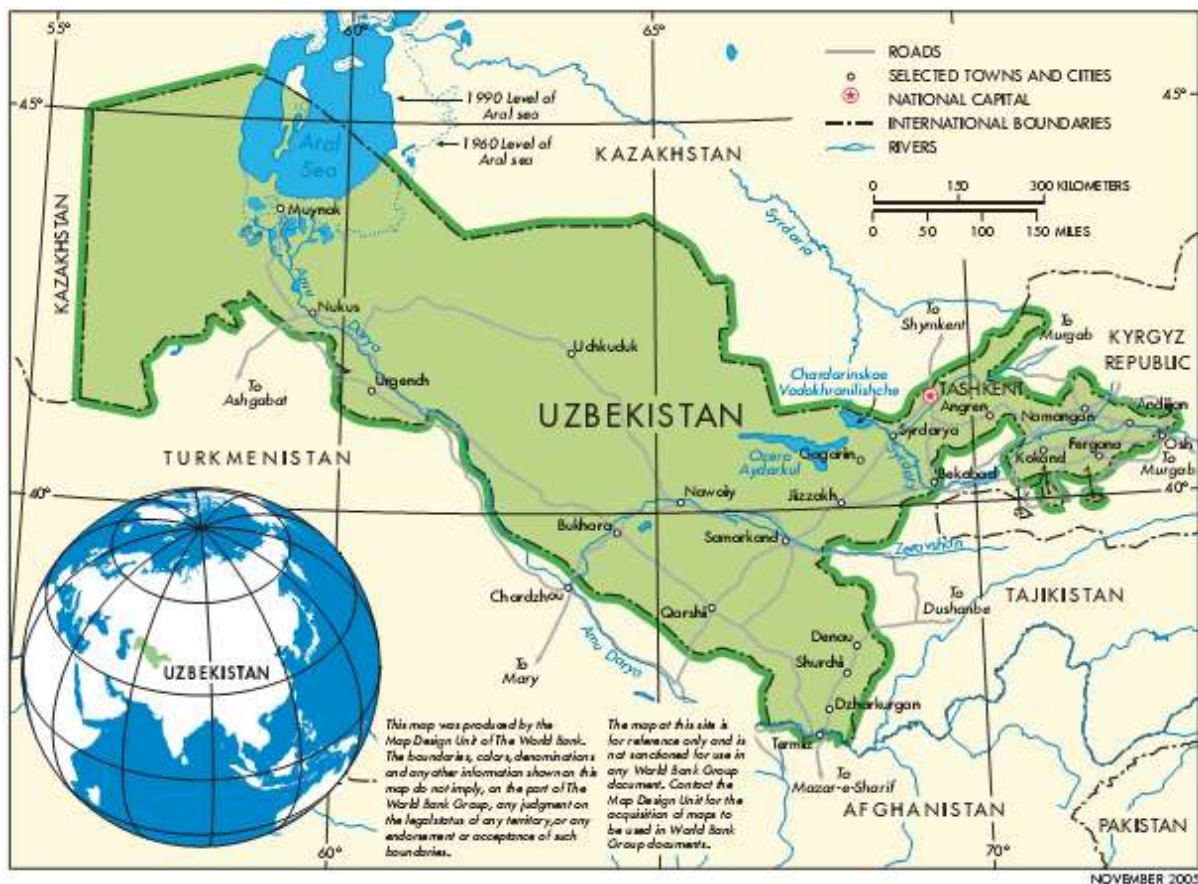 55°
60°
65°
45°
ROADS
SELECTED TOWNS AND CITIES
NATIONAL CAPITAL
INTERNATIONAL BOUNDARIES
RIVERS
45°
1990 Level of
Aral sea
1960 Level of
Aral sea
Aral
Sea
KAZAKHSTAN
KAZAKHSTAN
0 150 300 KILOMETERS
0 50 100 150 MILES
Muynak
Syrdaria
Amu
Darya
Nukus
To
Shymkent
To
Murgab
KYRGYZ
REPUBLIC
Uchkuduk
To
Ashgabat
Urgench
Chardarinskoe
Vodokhranilishche
TASHKENT
Angren
Namangan
Andijan
UZBEKISTAN
Syrdarya
Syrdaria
Gagarin
Ozero
Aydarkul
Fergana
Kokand
Osh
To
Murgab
TURKMENISTAN
Bekabad
40°
40°
Nawoiy
Jizzakh
Bukhara
Samarkand
Zeravshan
Chardzhou
Qarshi
To
Dushanbe
TAJIKISTAN
Denau
Shurchi
To
Mary
Amu Darya
UZBEKISTAN
Dzharkurgan
Termiz
To
Mazar-e-Sharif
AFGHANISTAN
PAKISTAN
This map was produced by the
Map Design Unit of The World Bank.
The boundaries, colors, denominations
and any other information shown on this
map do not imply, on the part of The
World Bank Group, any judgment on
the legal status of any territory, or any
endorsement or acceptance of such
boundaries.
The map at this site is
for reference only and is
not sanctioned for use in
any World Bank Group
document. Contact the
Map Design Unit for the
acquisition of maps to
be used in World Bank
Group documents.
60°
70°
NOVEMBER 2005